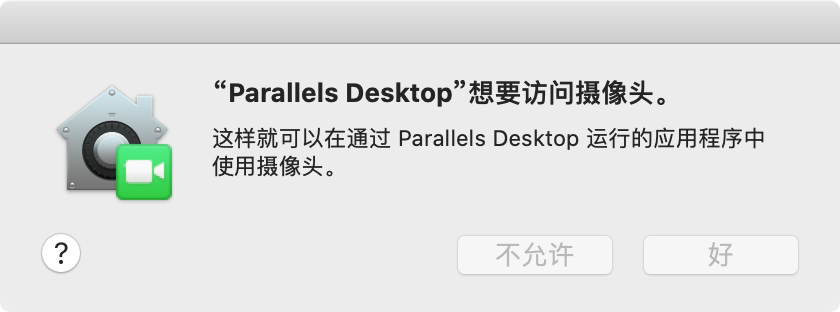 “Parallels Desktop”想要访问摄像头。
这样就可以在通过 Parallels Desktop 运行的应用程序中
使用摄像头。
?
不允许
好